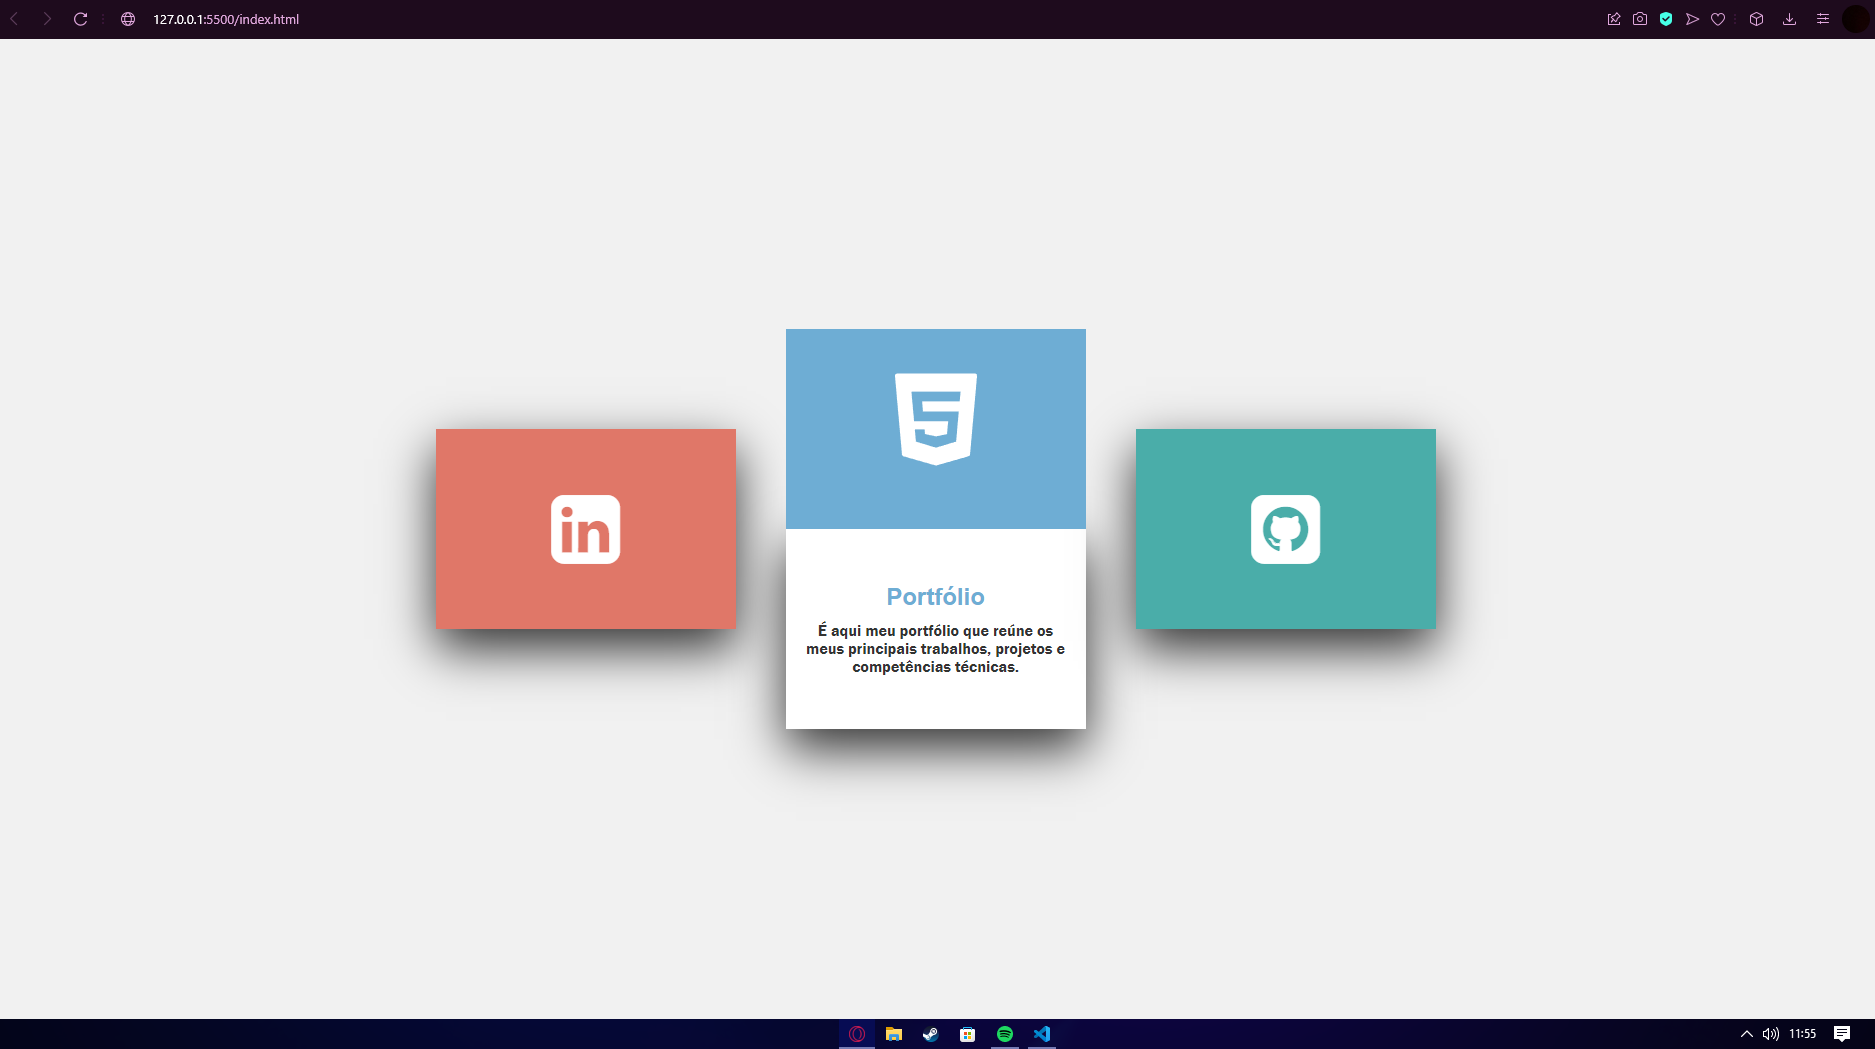 127.0.0.1:5500/index.html
in
5
Portfólio
É aqui meu portfólio que reúne os
meus principais trabalhos, projetos e
competências técnicas.
11:55